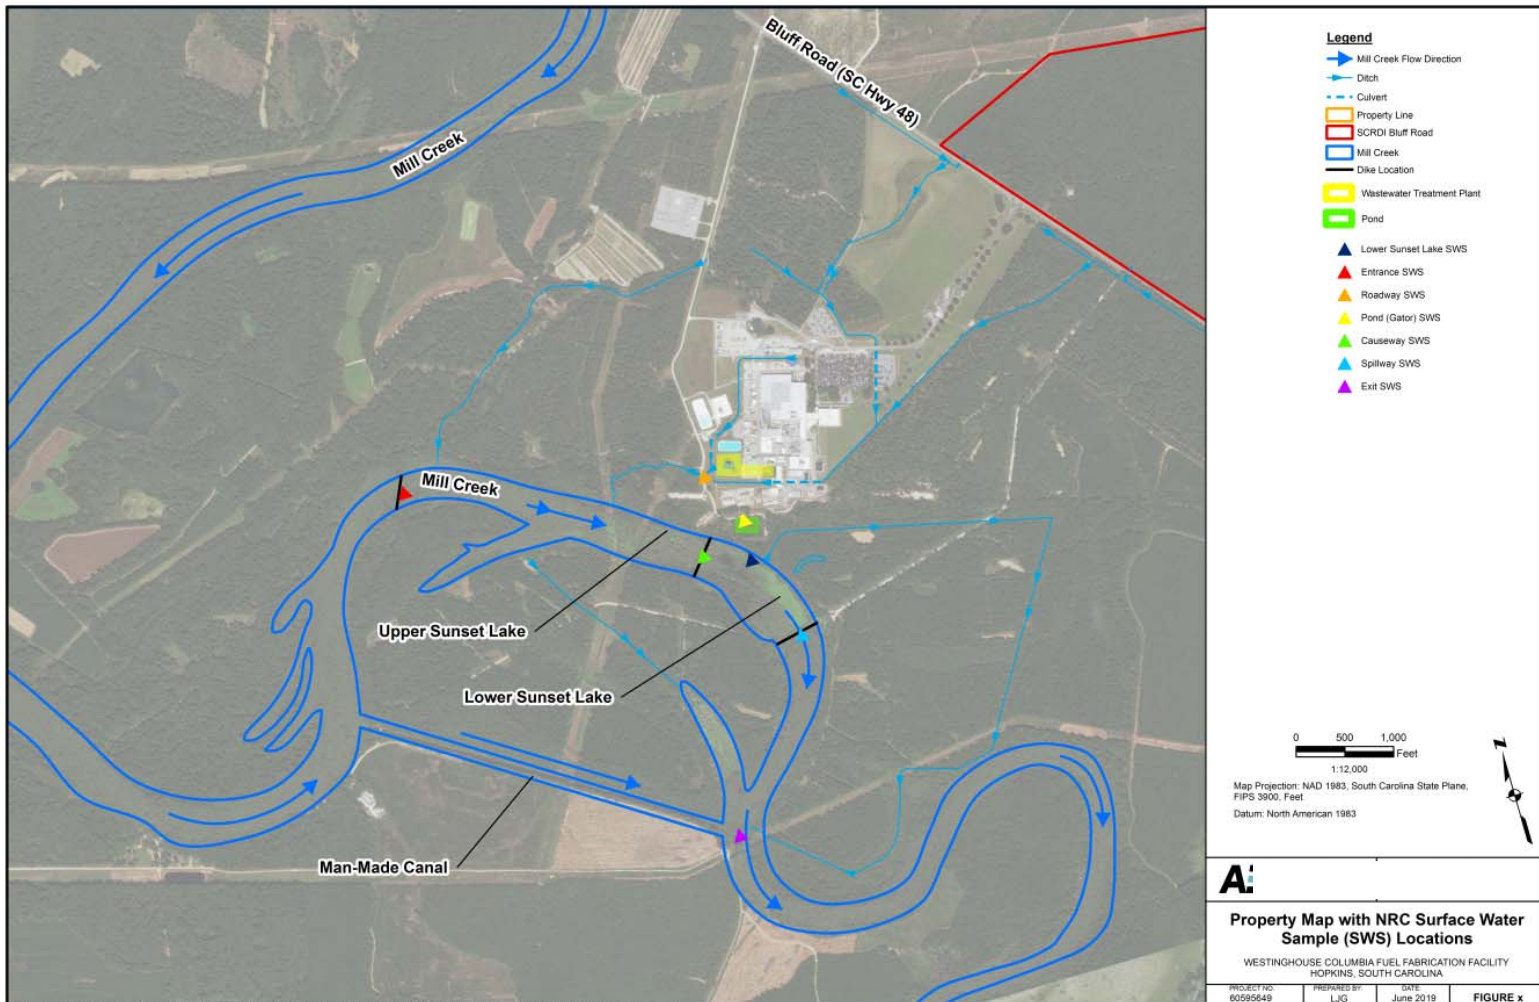 Bluff Road (SC Hwy 48)
Mill Creek
Mill Creek
Upper Sunset Lake
Lower Sunset Lake
Man-Made Canal
Legend
Mill Creek Flow Direction
Ditch
Culvert
Property Line
SCRDI Bluff Road
Mill Creek
Dike Location
Wastewater Treatment Plant
Pond
Lower Sunset Lake SWS
Entrance SWS
Roadway SWS
Pond (Gator) SWS
Causeway SWS
Spillway SWS
Exit SWS
0 500 1,000
Feet
1:12,000
Map Projection: NAD 1983, South Carolina State Plane,
FIPS 3900, Feet
Datum: North American 1983
N
Property Map with NRC Surface Water
Sample (SWS) Locations
WESTINGHOUSE COLUMBIA FUEL FABRICATION FACILITY
HOPKINS, SOUTH CAROLINA
PROJECT NO. PREPARED BY: DATE:
60595649 LJG June 2019 FIGURE x